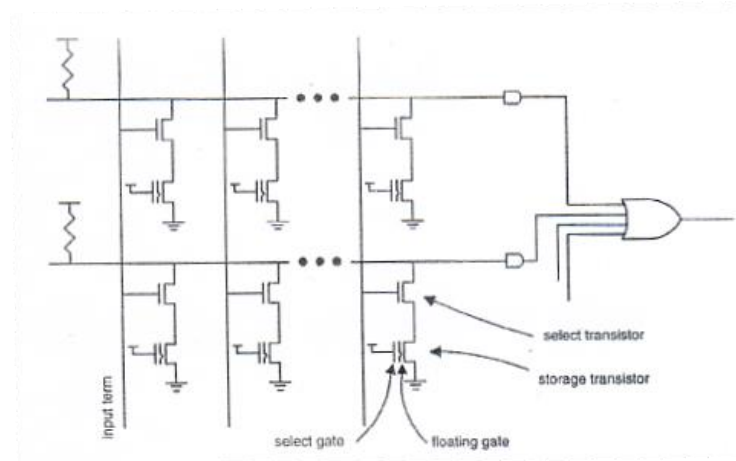 select transistor
storage transistor
input term
select gate
floating gate